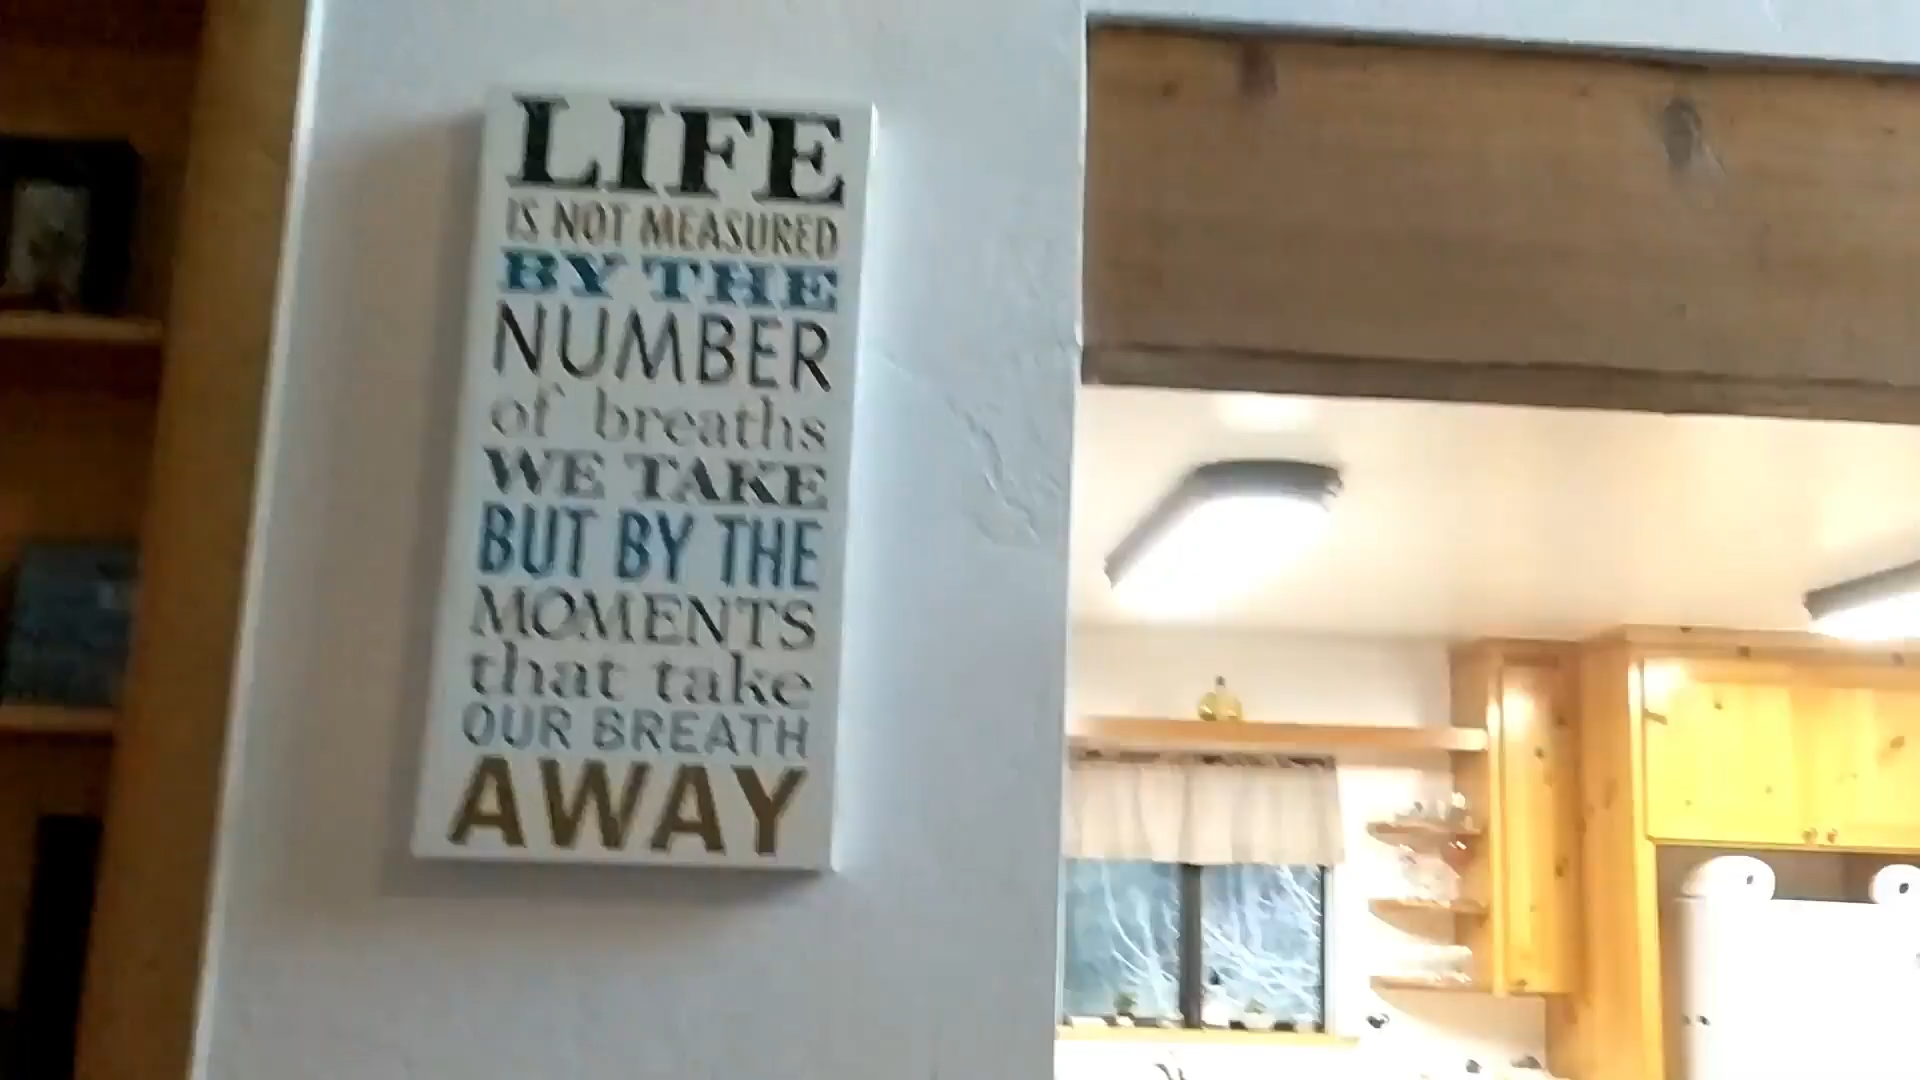 LIFE
IS NOT MEASURED
BY THE
NUMBER
of breaths
WE TAKE
BUT BY THE
MOMENTS
that take
OUR BREATH
AWAY